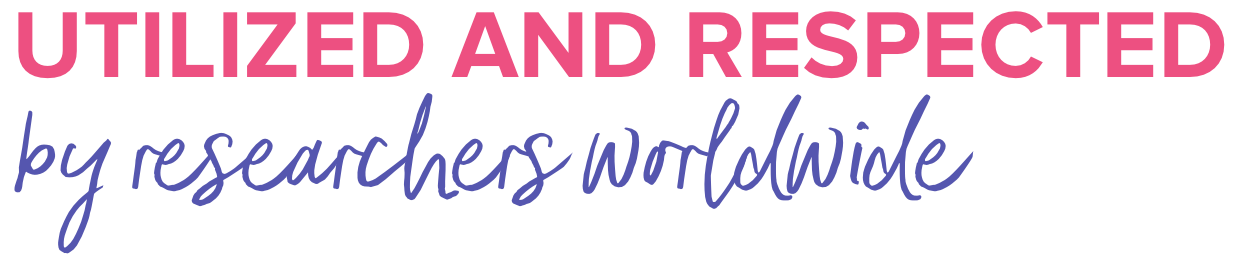 UTILIZED AND RESPECTED
by researchers worldwide